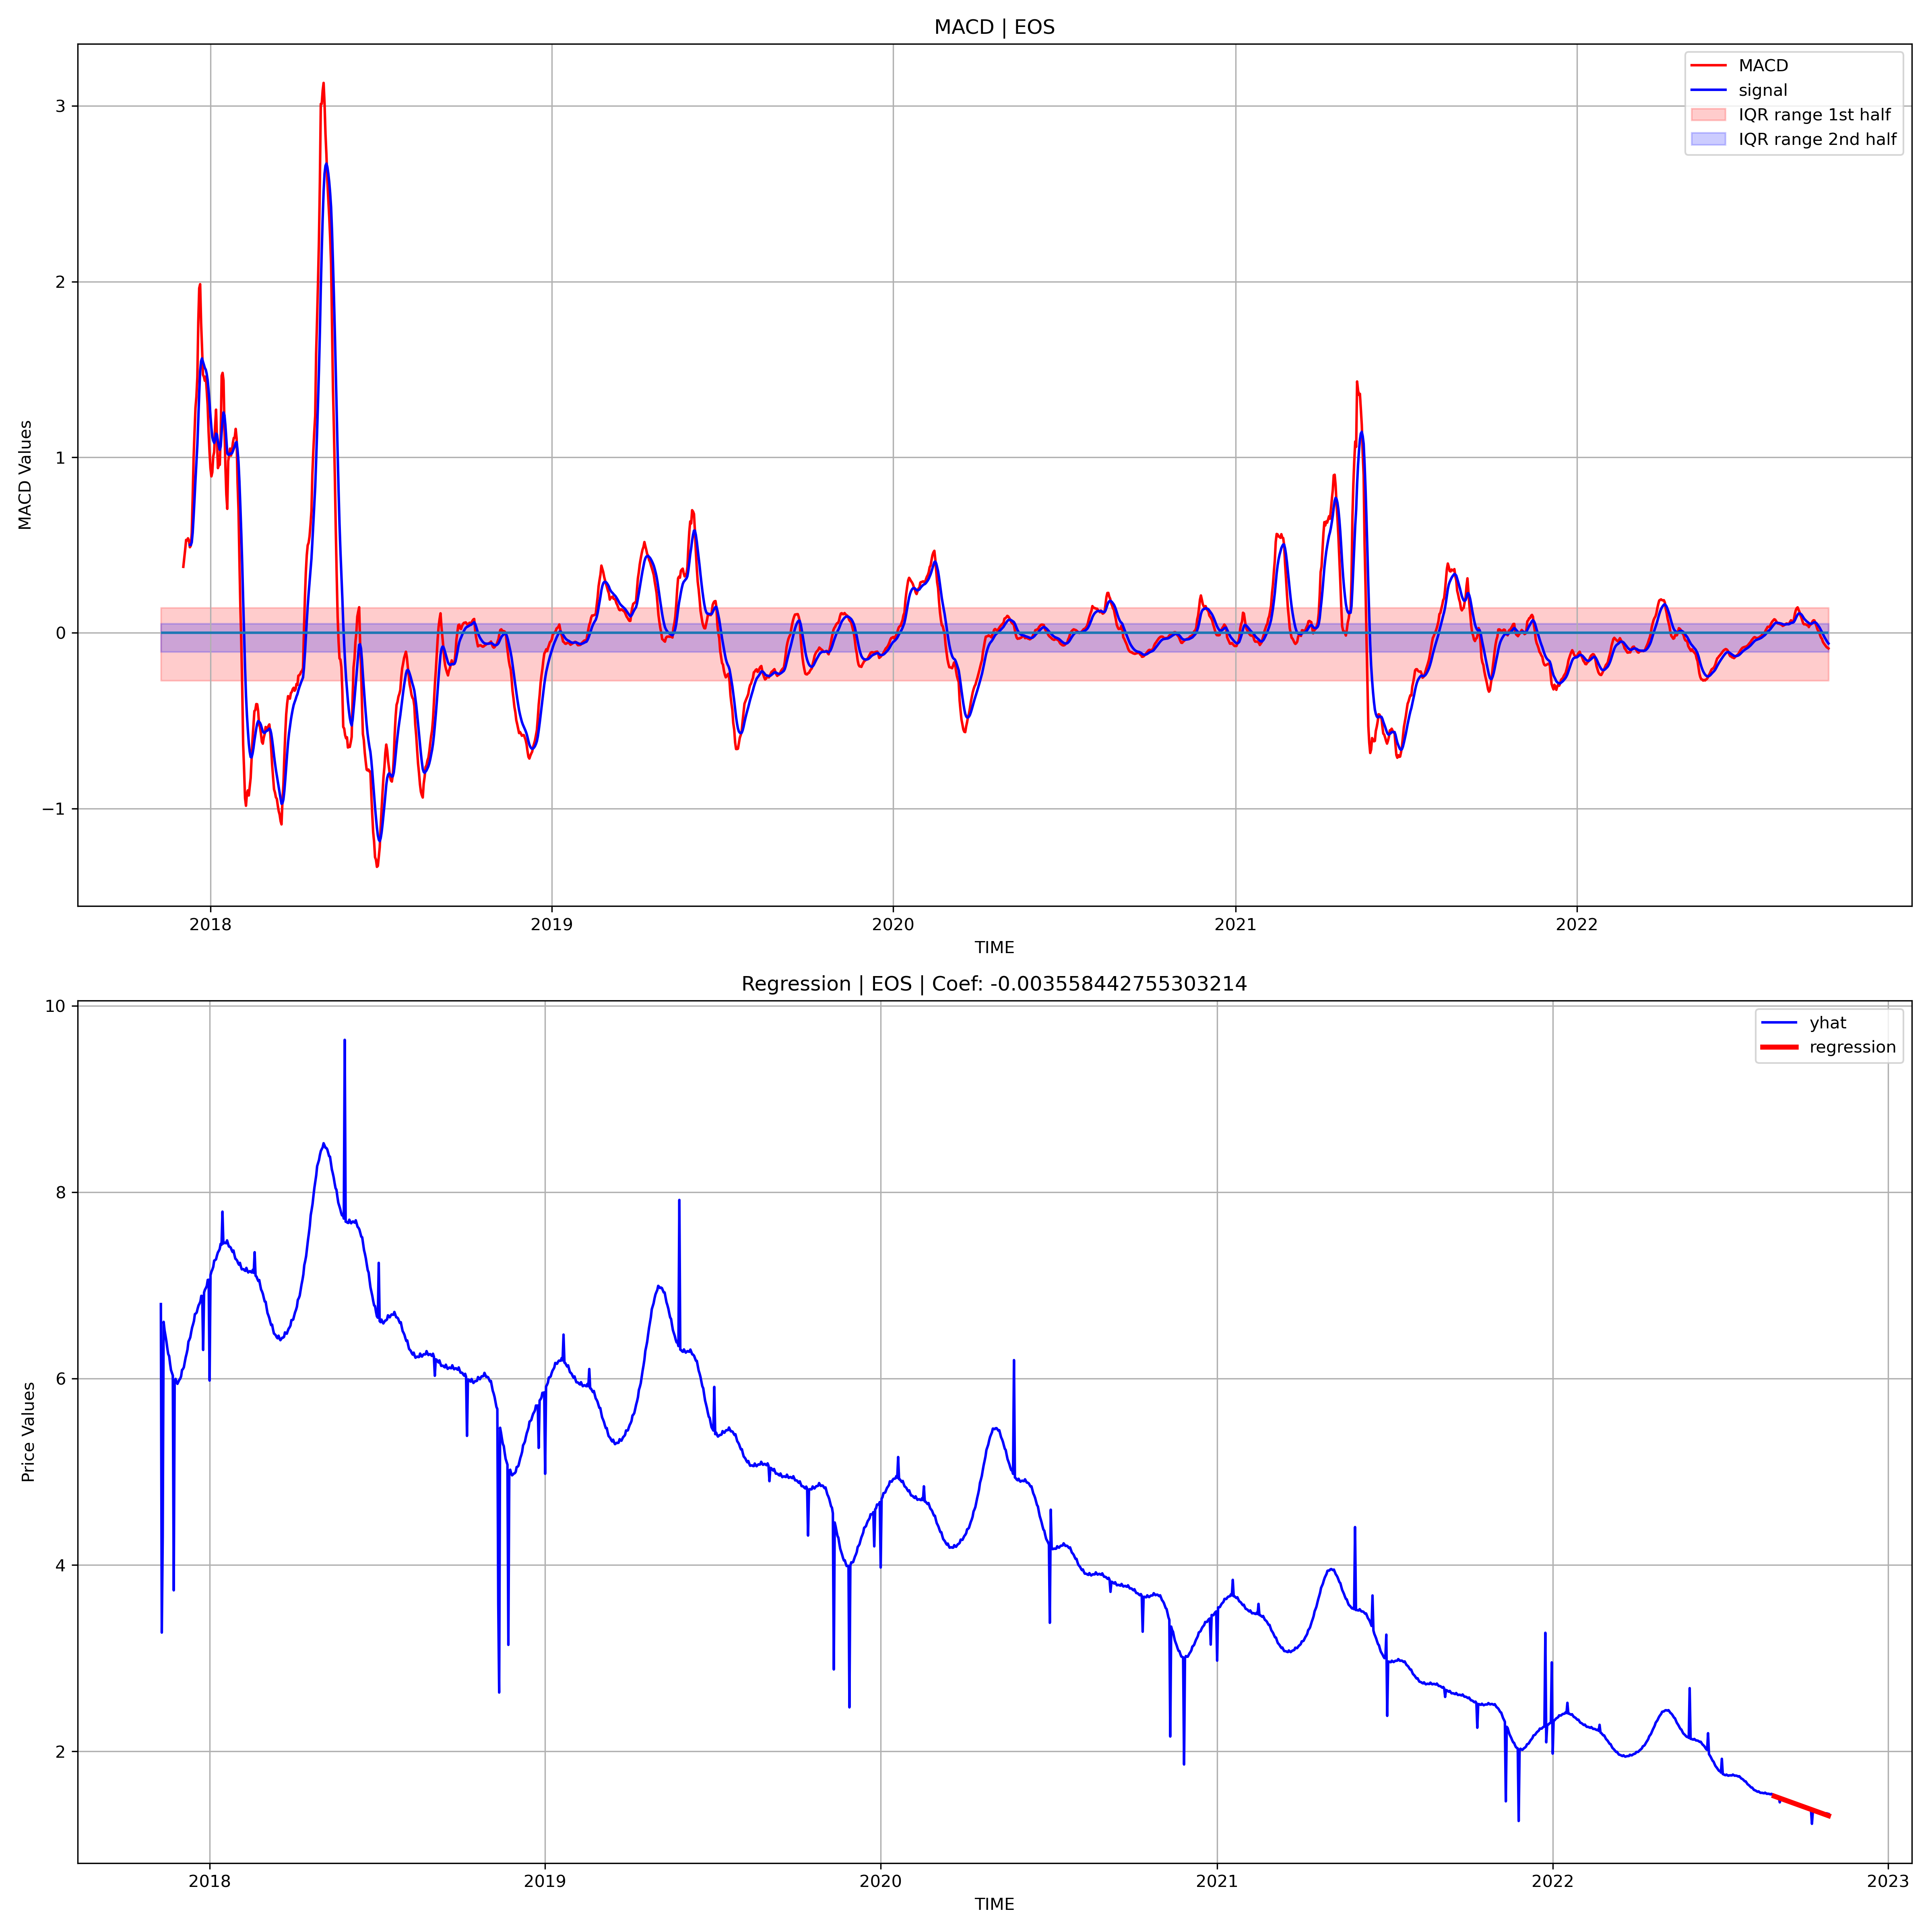 MACD | EOS
MACD
signal
IQR range 1st half
IQR range 2nd half
3
2
1
0
−1
MACD Values
2018
2019
2020
2021
2022
TIME
Regression | EOS | Coef: -0.003558442755303214
yhat
regression
10
8
6
4
2
Price Values
2018
2019
2020
2021
2022
2023
TIME